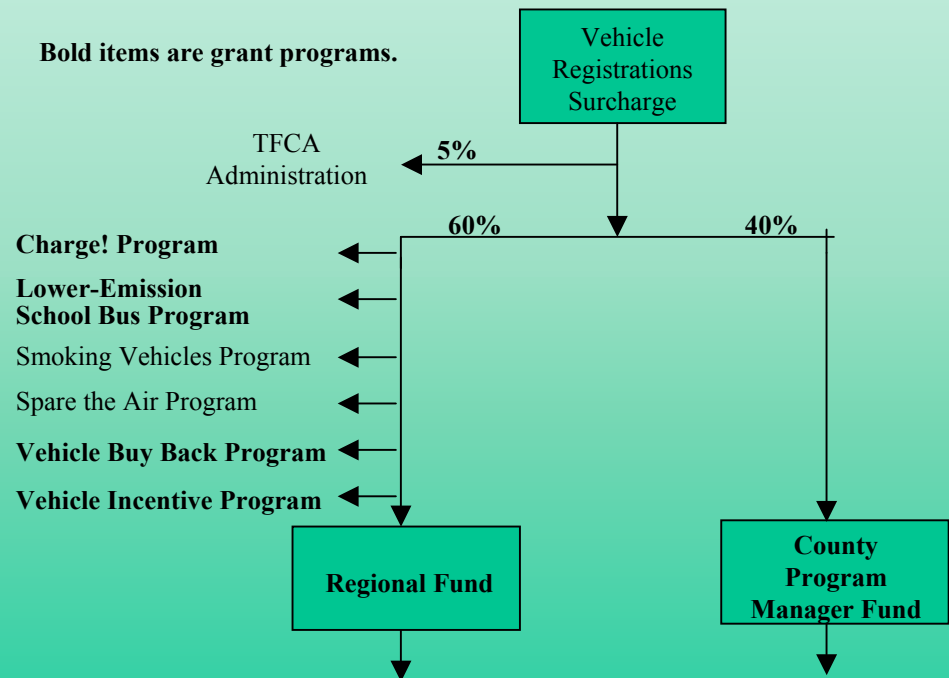 Bold items are grant programs.
Vehicle
Registrations
Surcharge
TFCA
Administration
5%
60%
40%
Charge! Program
Lower-Emission
School Bus Program
Smoking Vehicles Program
Spare the Air Program
Vehicle Buy Back Program
Vehicle Incentive Program
Regional Fund
County
Program
Manager Fund